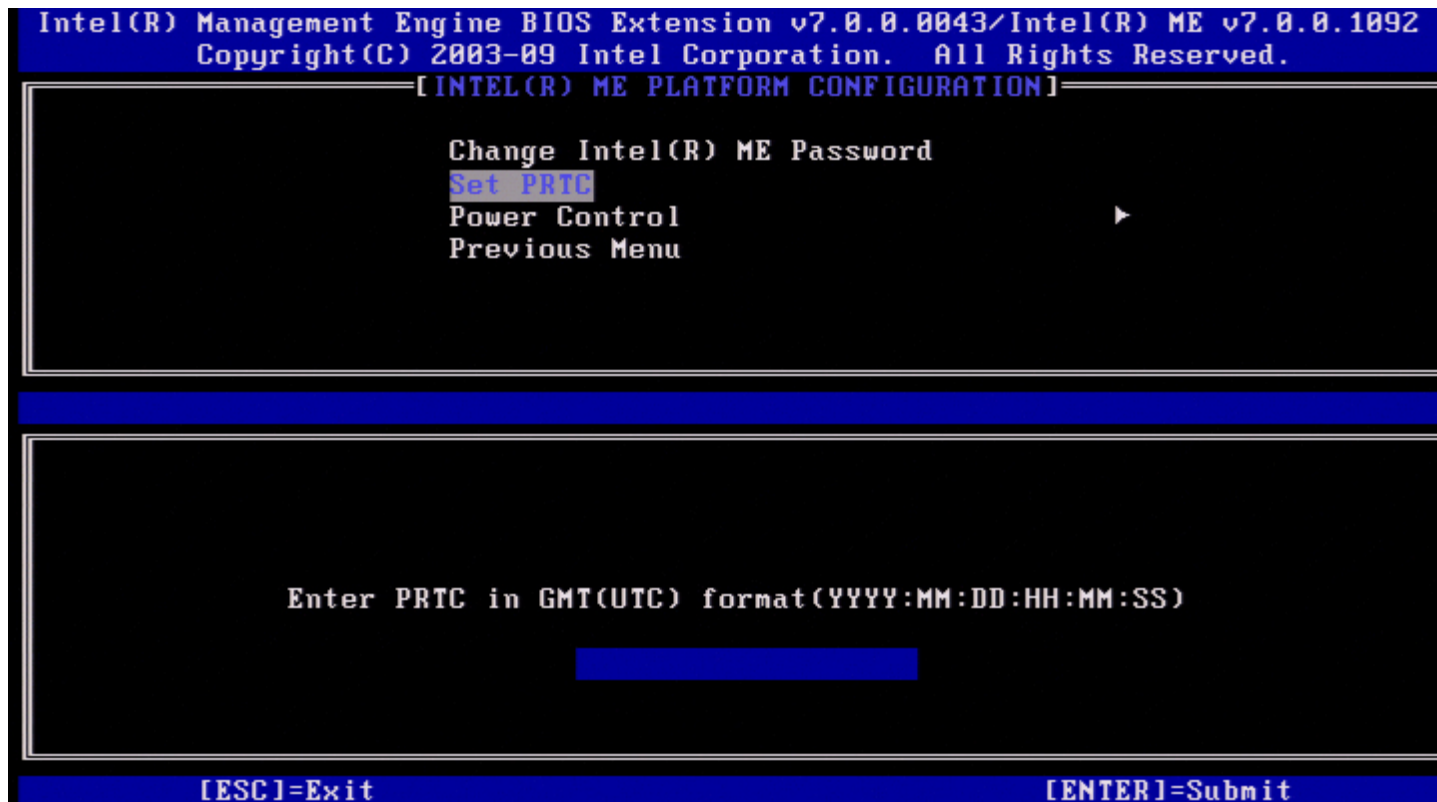 Intel(R) Management Engine BIOS Extension v7.0.0.0043/Intel(R) ME v7.0.0.1092
Copyright(C) 2003-09 Intel Corporation. All Rights Reserved.
[INTEL(R) ME PLATFORM CONFIGURATION]
Change Intel(R) ME Password
Set PRTC
Power Control
Previous Menu
Enter PRTC in GMT(UTC) format(YYYY:MM:DD:HH:MM:SS)
[ESC]=Exit [ENTER]=Submit